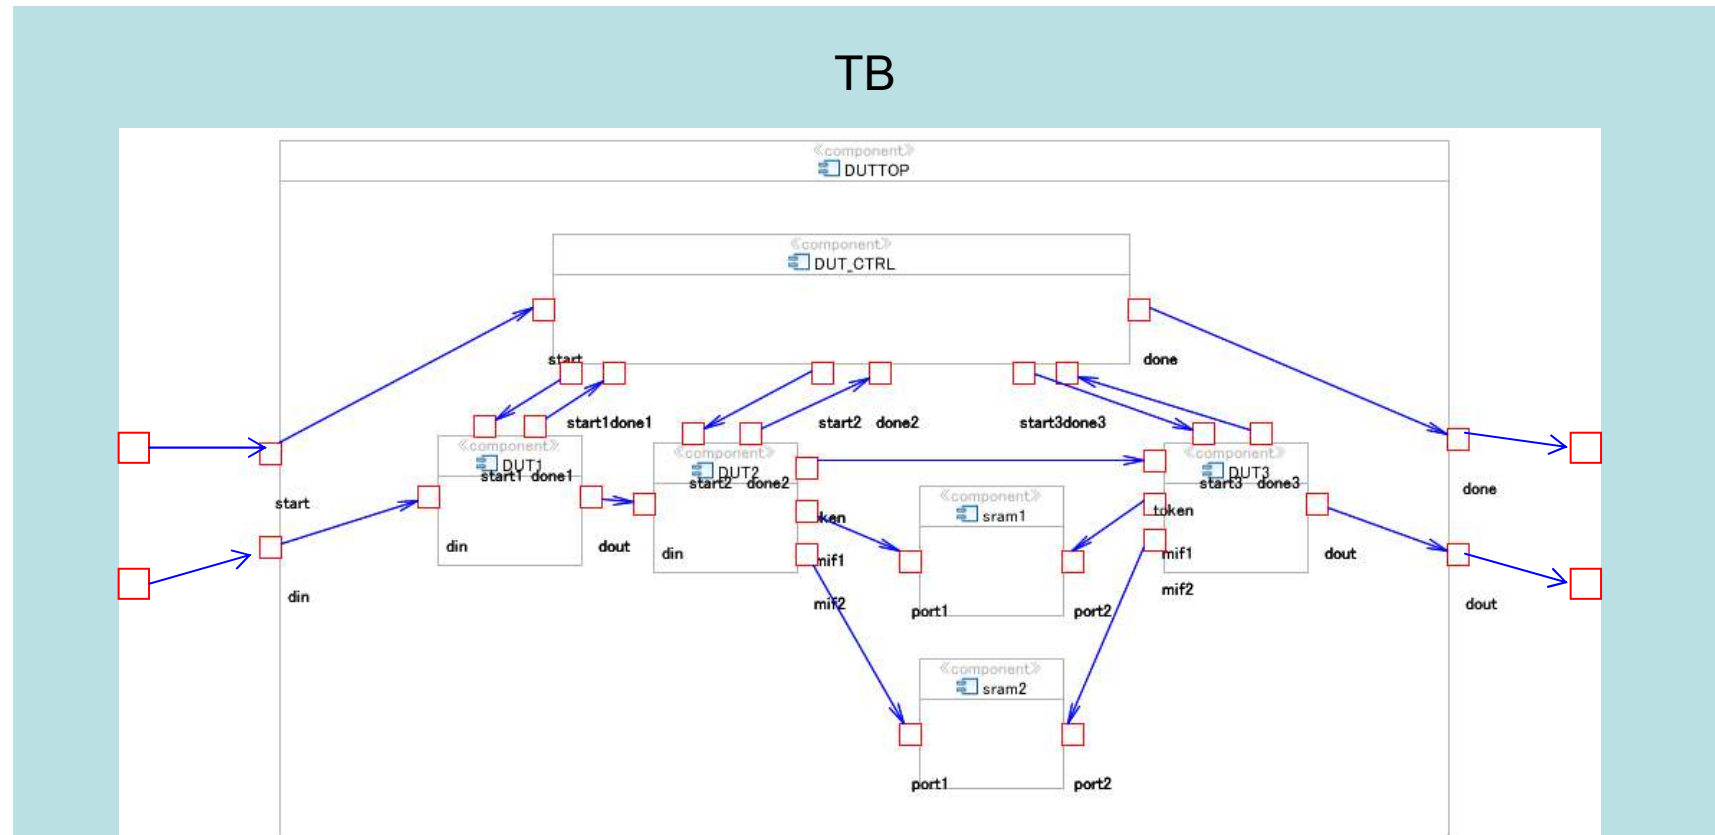 TB
«component»
DUTTOP
«component»
DUT_CTRL
start
done
start1 done1
start2 done2
start3 done3
«component»
DUT1
start1 done1
«component»
DUT2
start2 done2
«component»
DUT3
start3 done3
start
done
«component»
sram1
token
token
din
dout
din
mif1
mif1
dout
din
mif2
mif2
dout
port1
port2
«component»
sram2
port1
port2